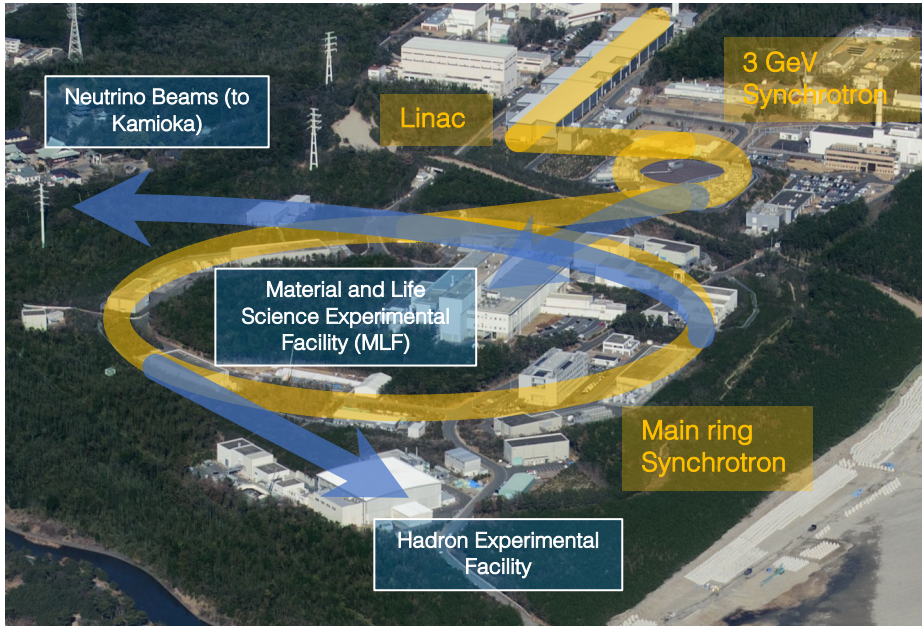 3 GeV
Synchrotron
Neutrino Beams (to
Kamioka)
Linac
Material and Life
Science Experimental
Facility (MLF)
Main ring
Synchrotron
Hadron Experimental
Facility